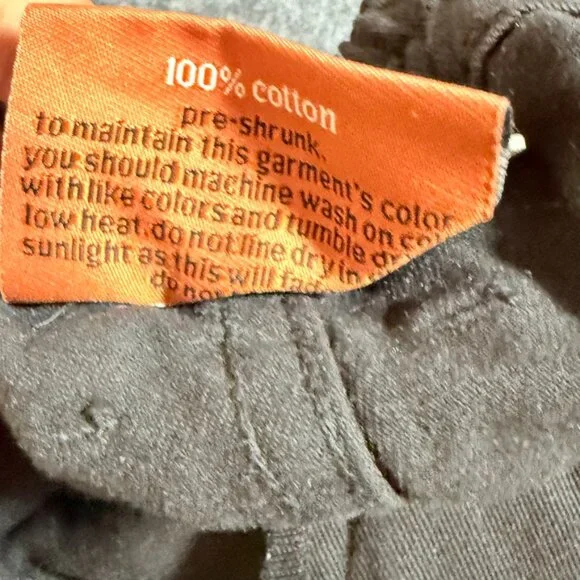 100% cotton
pre-shrunk.
to maintain this garment's color
you should machine wash on
with like colors and tumble
low heat. do not line dry in
sunlight as this will
do